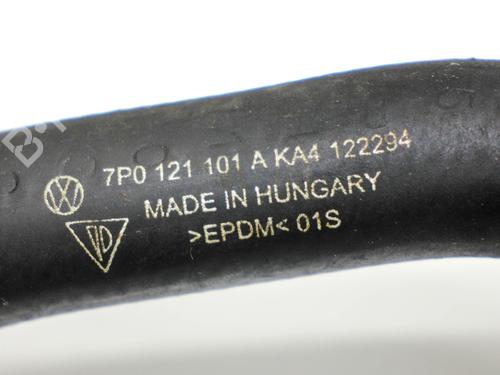 7P0 121 101 A KA4 122294
MADE IN HUNGARY
>EPDM< 01S